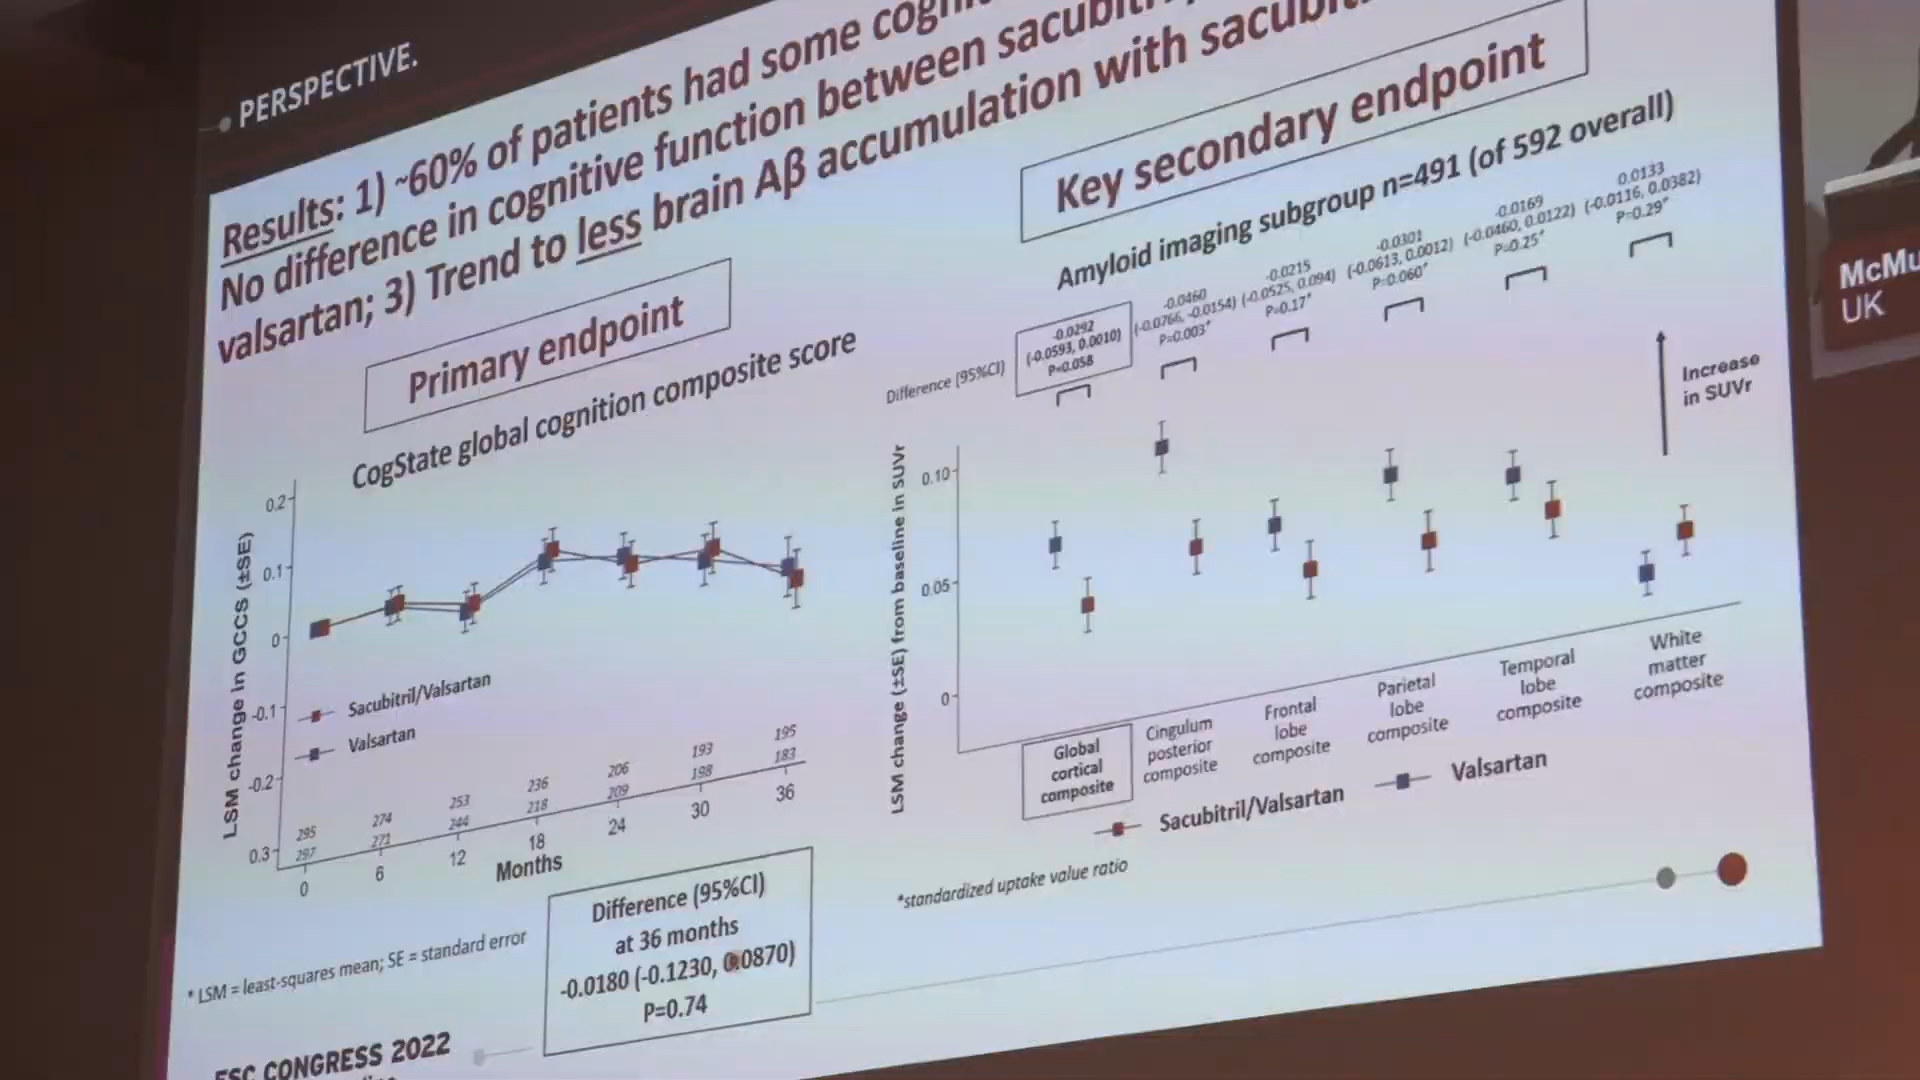 PERSPECTIVE.
Results: 1) ~60% of patients had some
No difference in cognitive function between
valsartan; 3) Trend to less brain Aβ accumulation with
Primary endpoint
CogState global cognition composite score
LSM change in GCCS (±SE)
0.2
0.1
0
-0.1
-0.2
0.3
Sacubitril/Valsartan
Valsartan
295 274 253 236 206 193 195
297 271 244 218 209 198 183
0 6 12 18 24 30 36
Months
Difference (95%CI)
at 36 months
-0.0180 (-0.1230, 0.0870)
P=0.74
* LSM = least-squares mean; SE = standard error
ESC CONGRESS 2022
Key secondary endpoint
Amyloid imaging subgroup n=491 (of 592 overall)
Difference (95%CI)
-0.0292
(-0.0593, 0.0010)
P=0.058
-0.0460
(-0.0766, -0.0154)
P=0.003*
-0.0215
(-0.0525, 0.094)
P=0.17*
-0.0301
(-0.0613, 0.0012)
P=0.060*
-0.0169
(-0.0460, 0.0122)
P=0.25*
0.0133
(-0.0116, 0.0382)
P=0.29*
Increase
in SUVr
LSM change (±SE) from baseline in SUVr
0.10
0.05
0
Global
cortical
composite
Cingulum
posterior
composite
Frontal
lobe
composite
Parietal
lobe
composite
Temporal
lobe
composite
White
matter
composite
Sacubitril/Valsartan
Valsartan
*standardized uptake value ratio
McMu
UK